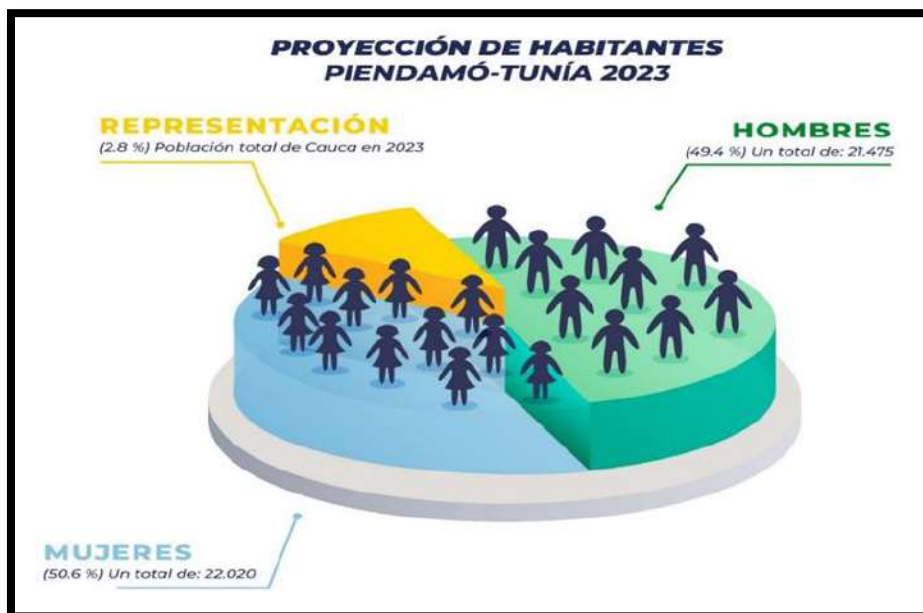 PROYECCIÓN DE HABITANTES
PIENDAMÓ-TUNÍA 2023
REPRESENTACIÓN
(2.8 %) Población total de Cauca en 2023
HOMBRES
(49.4 %) Un total de: 21.475
MUJERES
(50.6 %) Un total de: 22.020